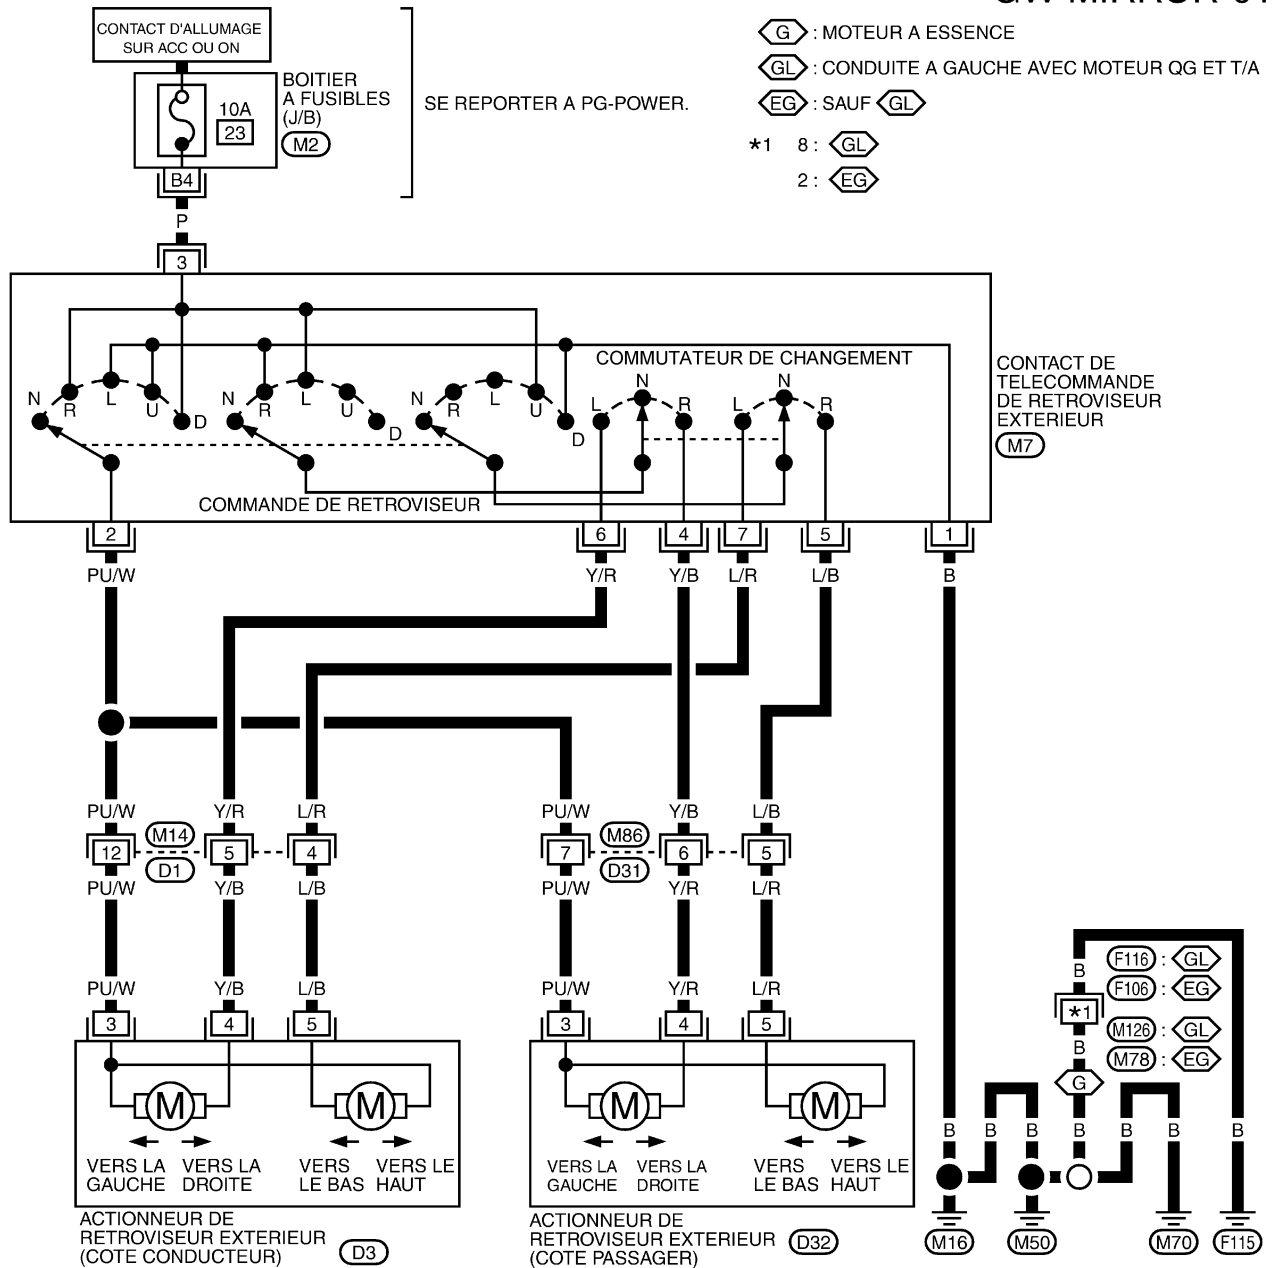 CONTACT D'ALLUMAGE
SUR ACC OU ON
BOITIER
A FUSIBLES
(J/B)
M2
10A
23
B4
P
3
SE REPORTER A PG-POWER.
G : MOTEUR A ESSENCE
GL : CONDUITE A GAUCHE AVEC MOTEUR QG ET T/A
EG : SAUF GL
*1 8 : GL
2 : EG
COMMUTATEUR DE CHANGEMENT
N R L U D
N R L U D
N R L U D
L N R
L N R
COMMANDE DE RETROVISEUR
CONTACT DE
TELECOMMANDE
DE RETROVISEUR
EXTERIEUR
M7
2 6 4 7 5 1
PU/W Y/R Y/B L/R L/B B
PU/W Y/R L/R PU/W Y/B L/B
M14 M86
12 5 4 7 6 5
D1 D31
PU/W Y/B L/B PU/W Y/R L/R
PU/W Y/B L/B PU/W Y/R L/R
3 4 5 3 4 5
M M M M
VERS LA
GAUCHE
VERS LA
DROITE
VERS
LE BAS
VERS LE
HAUT
VERS LA
GAUCHE
VERS LA
DROITE
VERS
LE BAS
VERS LE
HAUT
ACTIONNEUR DE
RETROVISEUR EXTERIEUR
(COTE CONDUCTEUR)
D3
ACTIONNEUR DE
RETROVISEUR EXTERIEUR
(COTE PASSAGER)
D32
B
*1
B
G
F116 : GL
F106 : EG
M126 : GL
M78 : EG
B B B B B B B
M16 M50 M70 F115